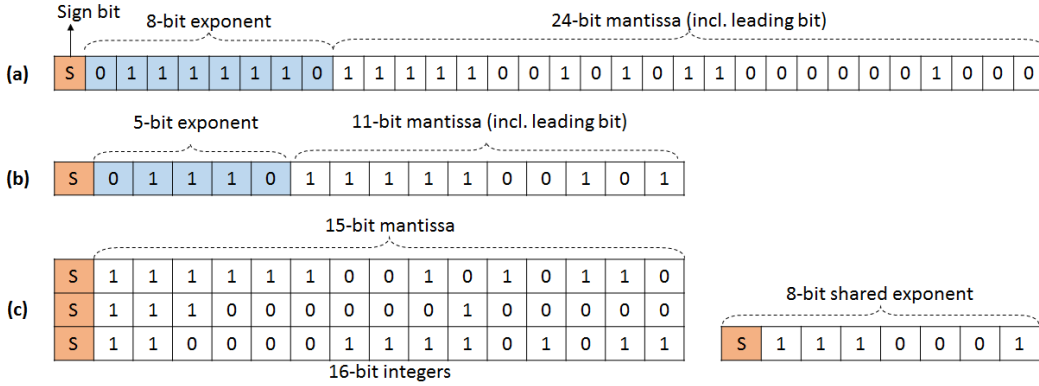 Sign bit
8-bit exponent
24-bit mantissa (incl. leading bit)
(a) S 0 1 1 1 1 1 1 0 1 1 1 1 1 0 0 1 0 1 0 1 1 0 0 0 0 0 0 1 0 0 0
5-bit exponent
11-bit mantissa (incl. leading bit)
(b) S 0 1 1 1 0 1 1 1 1 1 0 0 1 0 1
15-bit mantissa
S 1 1 1 1 1 1 0 0 1 0 1 0 1 1 0
(c) S 1 1 1 0 0 0 0 0 0 1 0 0 0 0 0
S 1 1 0 0 0 0 1 1 1 1 0 1 0 1 1
16-bit integers
8-bit shared exponent
S 1 1 1 0 0 0 1